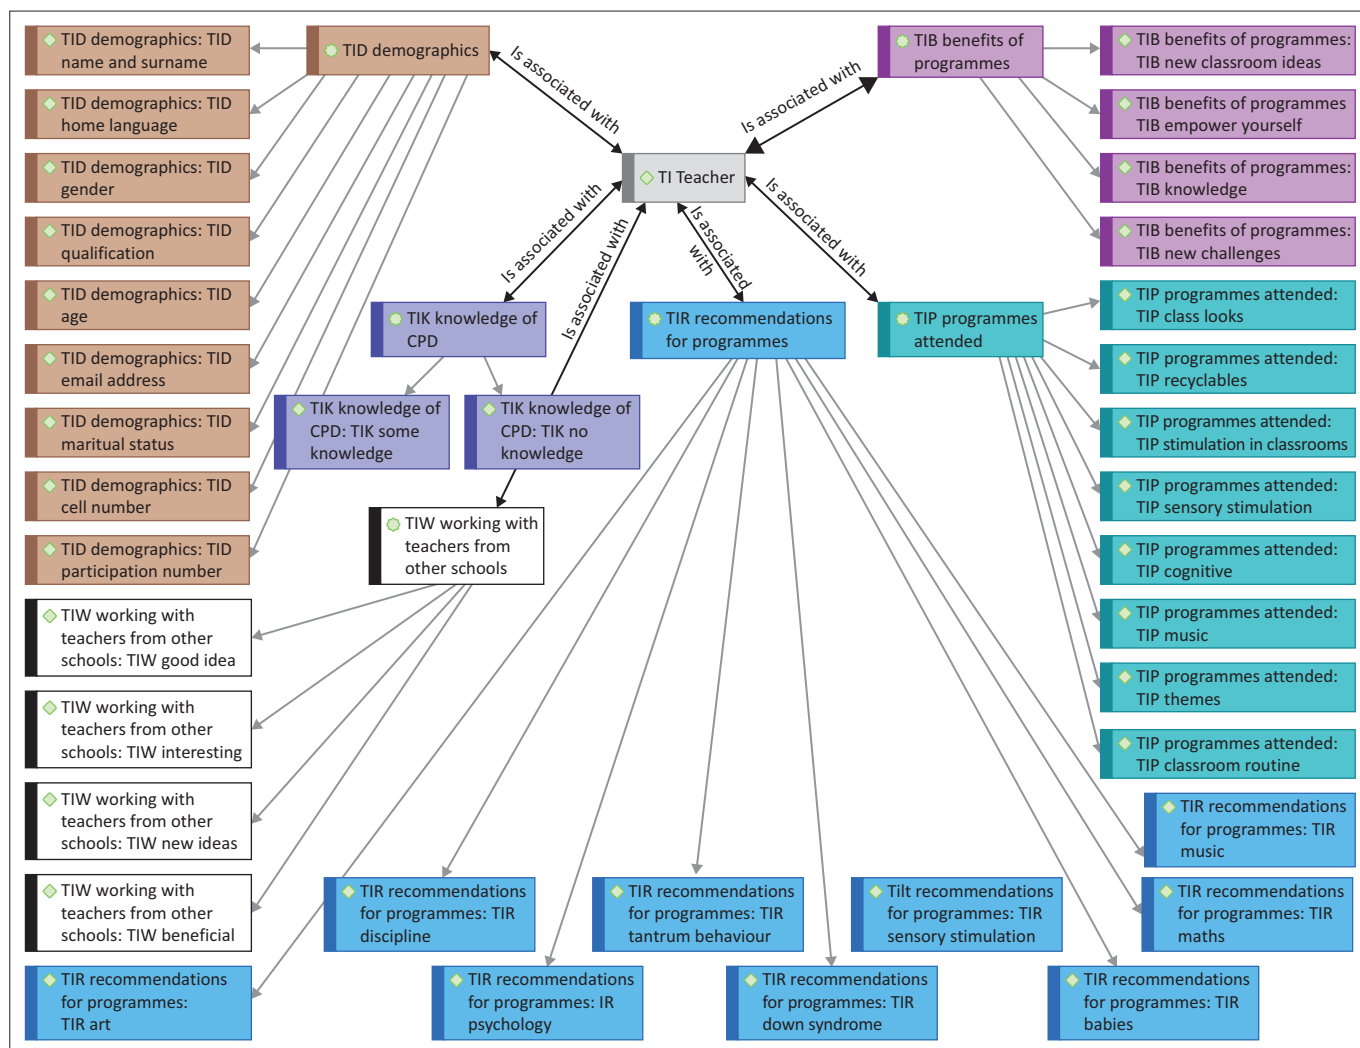 TID demographics: TID
name and surname
TID demographics: TID
home language
TID demographics: TID
gender
TID demographics: TID
qualification
TID demographics: TID
age
TID demographics: TID
email address
TID demographics: TID
maritual status
TID demographics: TID
cell number
TID demographics: TID
participation number
TIW working with
teachers from other
schools: TIW good idea
TIW working with
teachers from other
schools: TIW interesting
TIW working with
teachers from other
schools: TIW new ideas
TIW working with
teachers from other
schools: TIW beneficial
TIR recommendations
for programmes:
TIR art
TID demographics
Is associated with
TI Teacher
Is associated with
TIB benefits of
programmes
Is associated with
Is associated with
Is associated
with
Is associated with
TIK knowledge of
CPD
TIK knowledge of
CPD: TIK some
knowledge
TIK knowledge of
CPD: TIK no
knowledge
TIW working with
teachers from
other schools
TIR recommendations
for programmes
TIP programmes
attended
TIB benefits of programmes:
TIB new classroom ideas
TIB benefits of programmes
TIB empower yourself
TIB benefits of programmes:
TIB knowledge
TIB benefits of programmes:
TIB new challenges
TIP programmes attended:
TIP class looks
TIP programmes attended:
TIP recyclables
TIP programmes attended:
TIP stimulation in classrooms
TIP programmes attended:
TIP sensory stimulation
TIP programmes attended:
TIP cognitive
TIP programmes attended:
TIP music
TIP programmes attended:
TIP themes
TIP programmes attended:
TIP classroom routine
TIR recommendations
for programmes: TIR
music
TIR recommendations
for programmes: TIR
discipline
TIR recommendations
for programmes: TIR
tantrum behaviour
Tilt recommendations
for programmes: TIR
sensory stimulation
TIR recommendations
for programmes: TIR
maths
TIR recommendations
for programmes: IR
psychology
TIR recommendations
for programmes: TIR
down syndrome
TIR recommendations
for programmes: TIR
babies